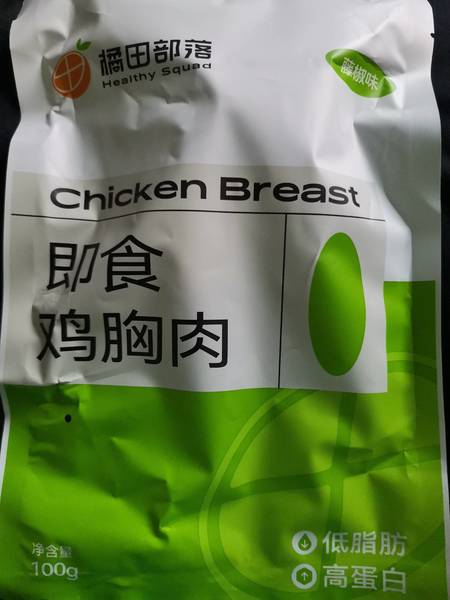 橘田部落
Healthy Squad
藤椒味
Chicken Breast
即食
鸡胸肉
净含量
100g
低脂肪
高蛋白